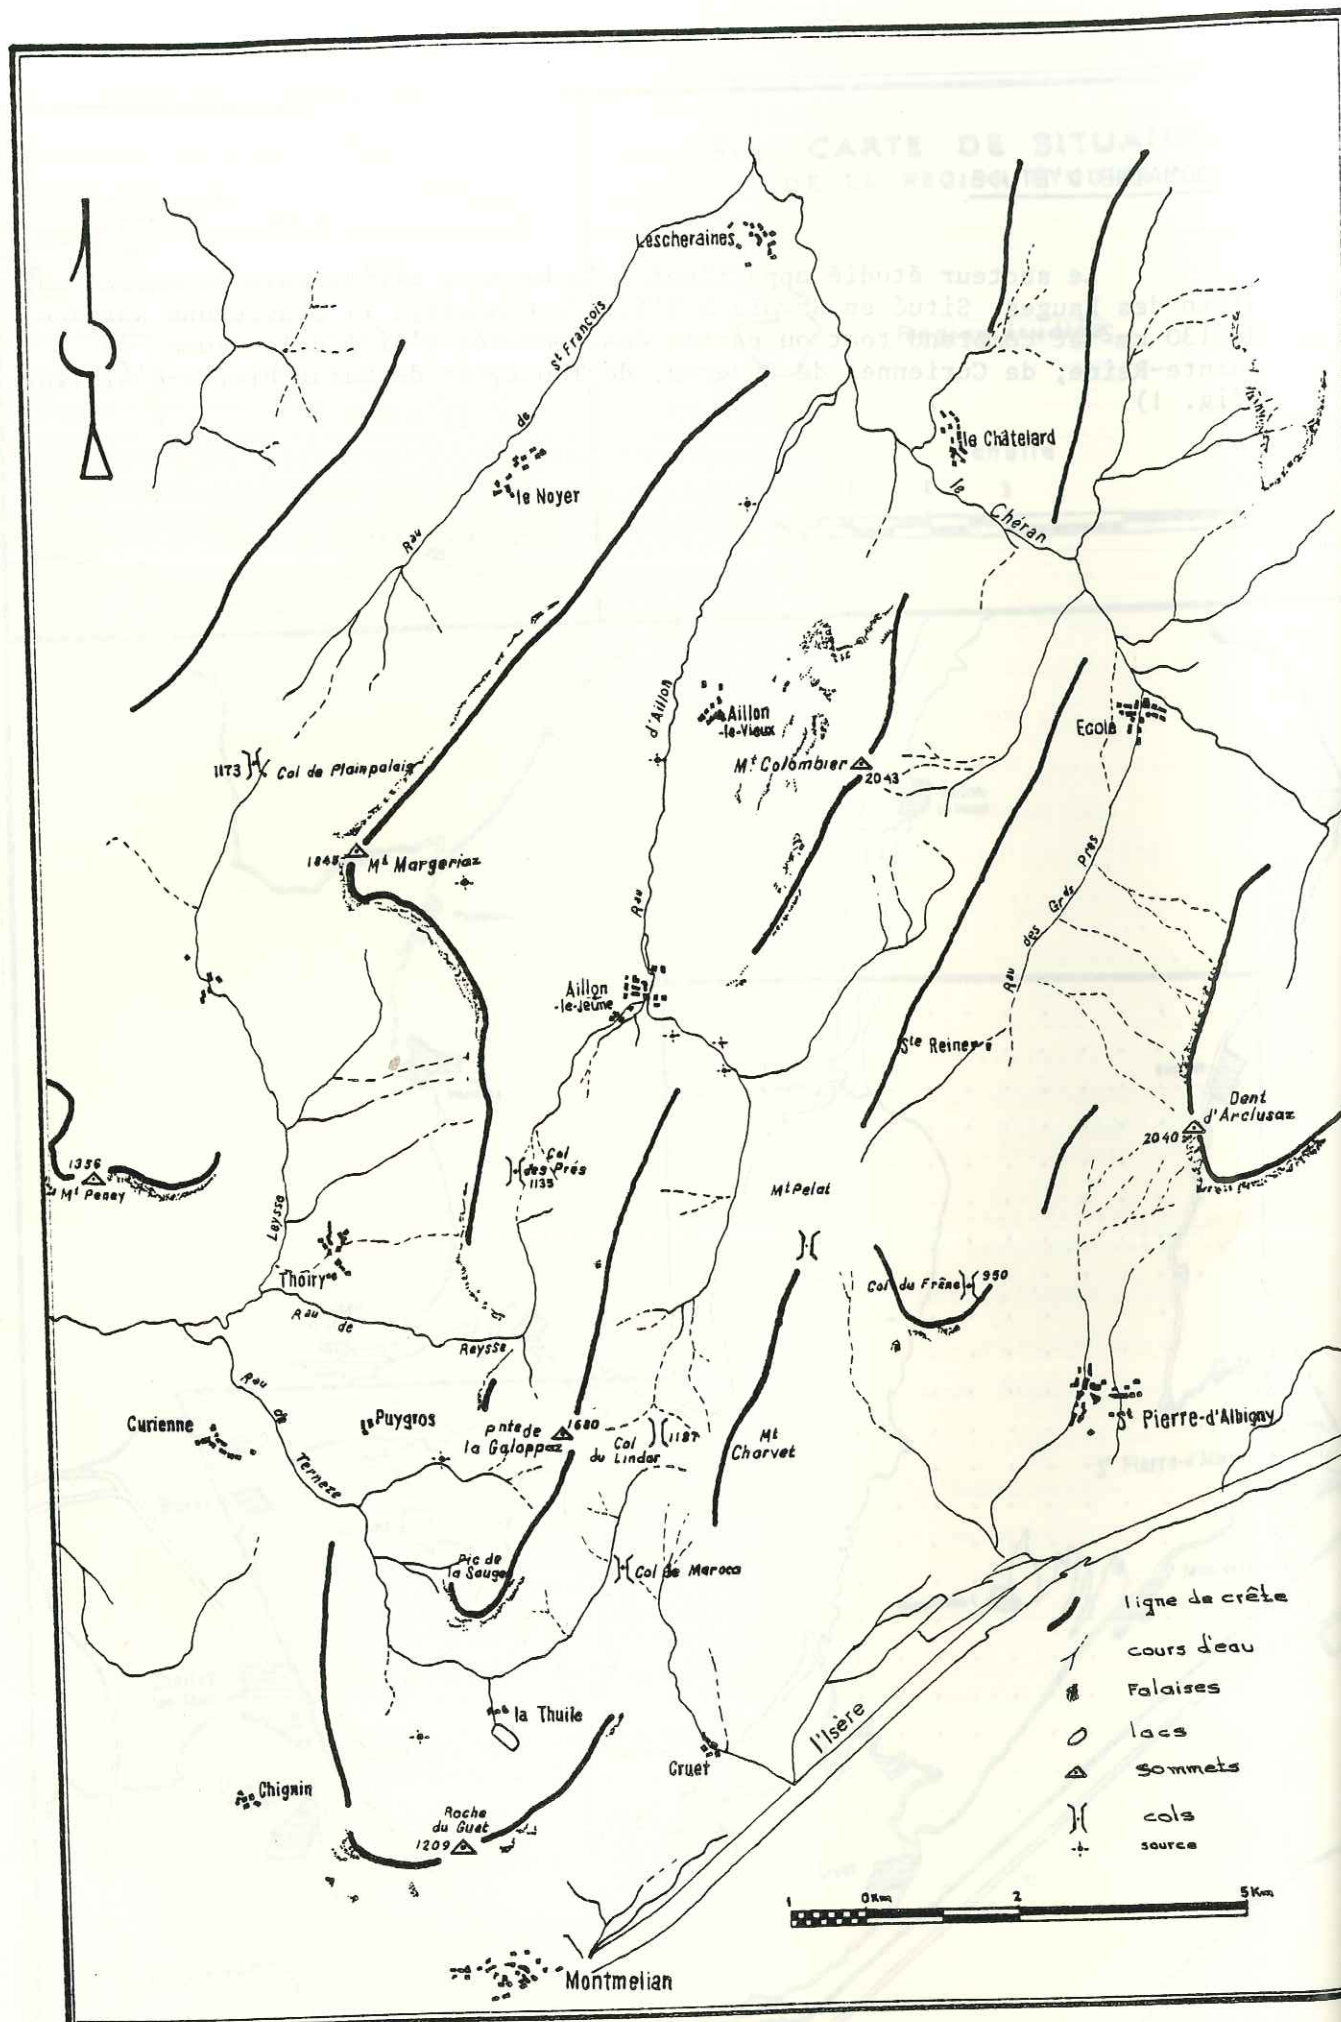 Lescheraines
Rau de St François
le Noyer
le Châtelard
le Chéran
Rau d'Aillon
Aillon
-le-Vieux
Mt Colombier
2043
Ecole
1173 Col de Plainpalais
1845 Mt Margeriaz
Rau des Grds Prés
Aillon
-le-Jeune
Ste Reine
Dent
d'Arclusaz
2040
1356
Mt Peney
Col
des Prés
1135
Mt Pelat
Leysse
Thoiry
Col du Frêne 950
Rau de Reysse
Rau de Ternèze
Curienne
Puygros
Pnte de
la Galoppaz
1680
Col
du Lindar
1187
Mt
Charvet
St Pierre-d'Albigny
Pic de
la Sauge
Col de Maroca
la Thuile
l'Isère
Cruet
Chignin
Roche
du Guet
1209
Montmelian
ligne de crête
cours d'eau
Falaises
lacs
sommets
cols
source
1 0Km 2 5Km
CARTE DE SITUA